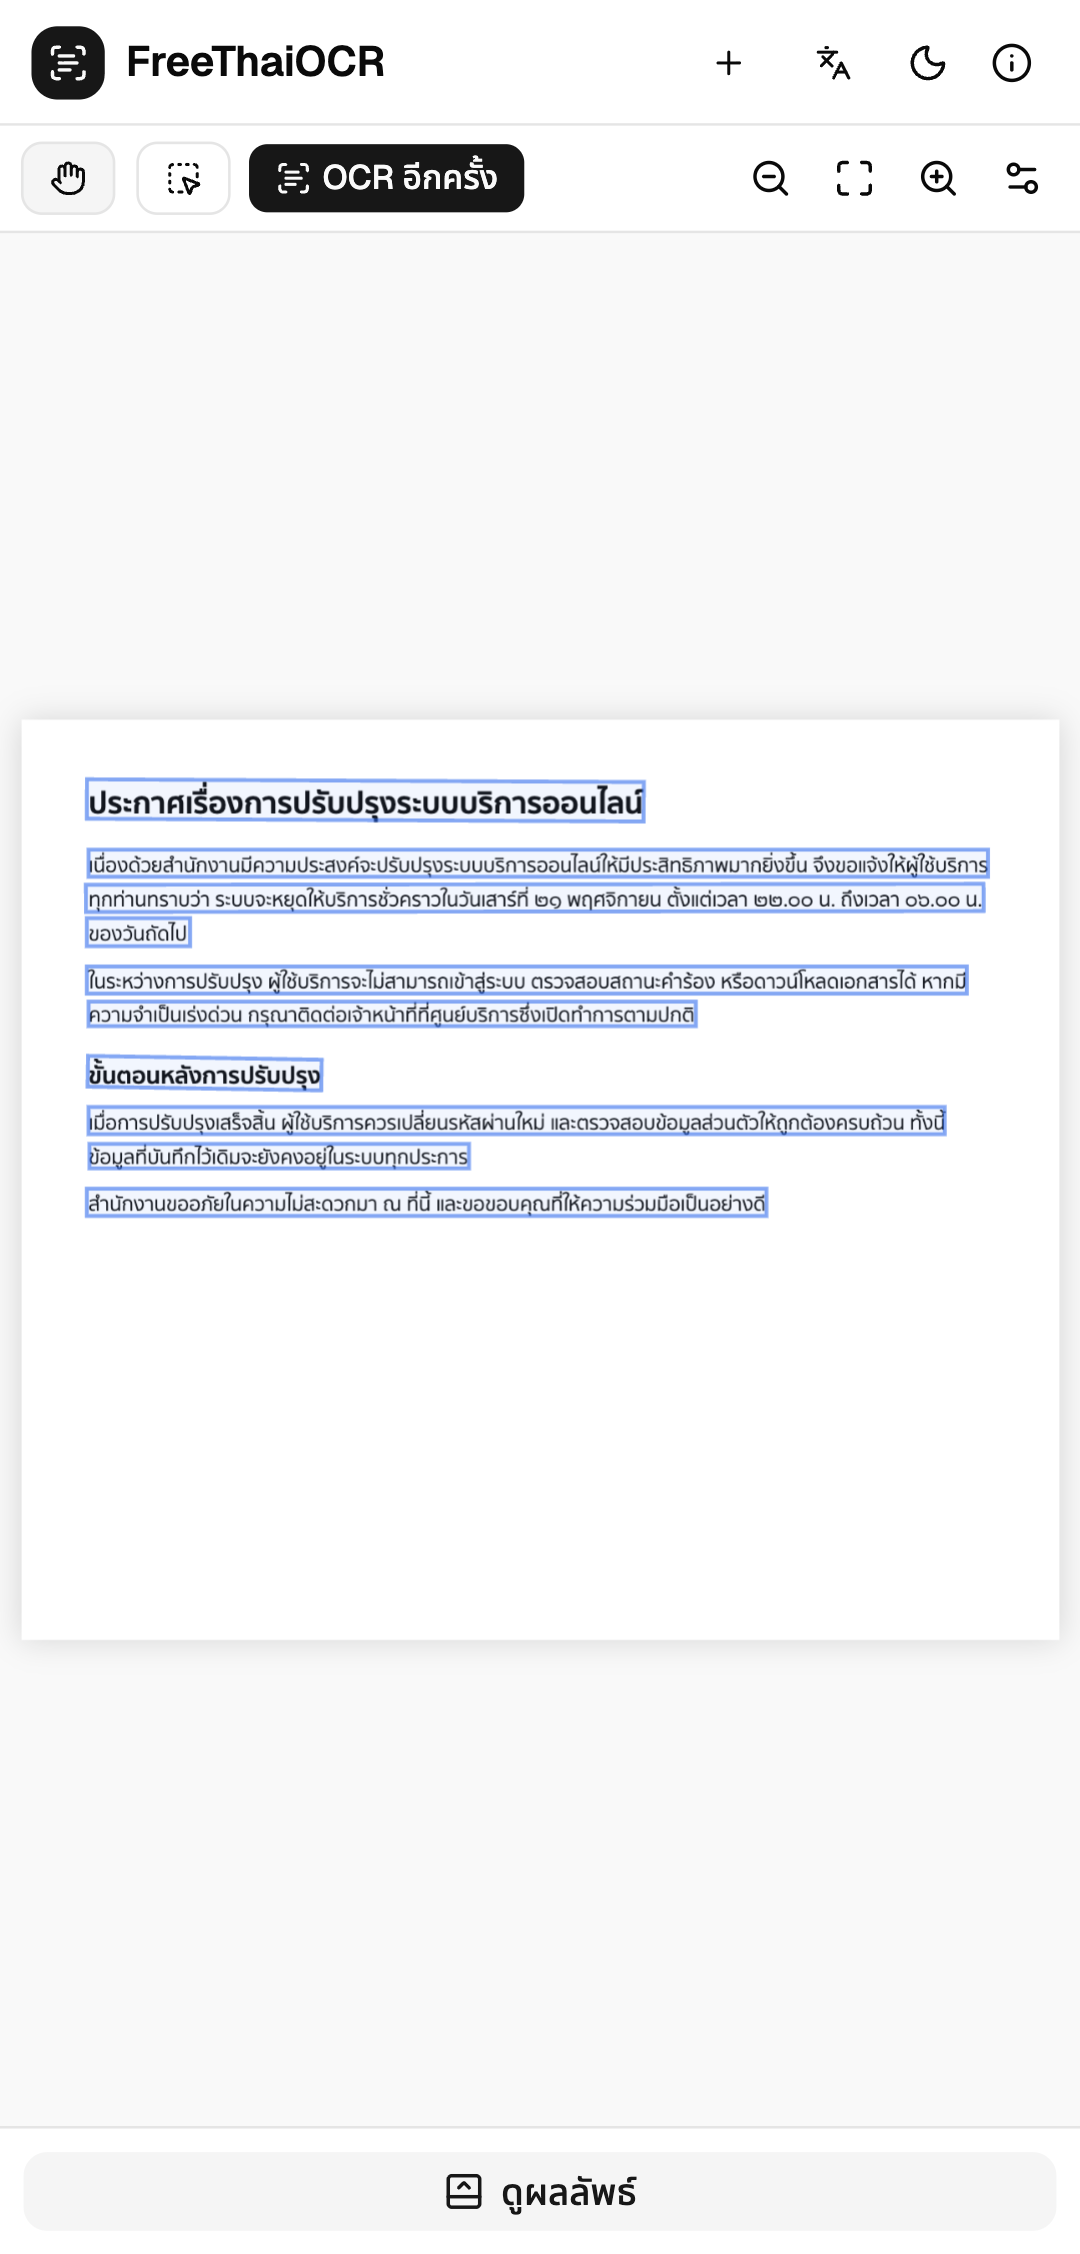 FreeThaiOCR
OCR อีกครั้ง
ประกาศเรื่องการปรับปรุงระบบบริการออนไลน์
เนื่องด้วยสำนักงานมีความประสงค์จะปรับปรุงระบบบริการออนไลน์ให้มีประสิทธิภาพมากยิ่งขึ้น จึงขอแจ้งให้ผู้ใช้บริการ
ทุกท่านทราบว่า ระบบจะหยุดให้บริการชั่วคราวในวันเสาร์ที่ ๒๑ พฤศจิกายน ตั้งแต่เวลา ๒๒.๐๐ น. ถึงเวลา ๐๖.๐๐ น.
ของวันถัดไป
ในระหว่างการปรับปรุง ผู้ใช้บริการจะไม่สามารถเข้าสู่ระบบ ตรวจสอบสถานะคำร้อง หรือดาวน์โหลดเอกสารได้ หากมี
ความจำเป็นเร่งด่วน กรุณาติดต่อเจ้าหน้าที่ที่ศูนย์บริการซึ่งเปิดทำการตามปกติ
ขั้นตอนหลังการปรับปรุง
เมื่อการปรับปรุงเสร็จสิ้น ผู้ใช้บริการควรเปลี่ยนรหัสผ่านใหม่ และตรวจสอบข้อมูลส่วนตัวให้ถูกต้องครบถ้วน ทั้งนี้
ข้อมูลที่บันทึกไว้เดิมจะยังคงอยู่ในระบบทุกประการ
สำนักงานขออภัยในความไม่สะดวกมา ณ ที่นี้ และขอขอบคุณที่ให้ความร่วมมือเป็นอย่างดี
ดูผลลัพธ์